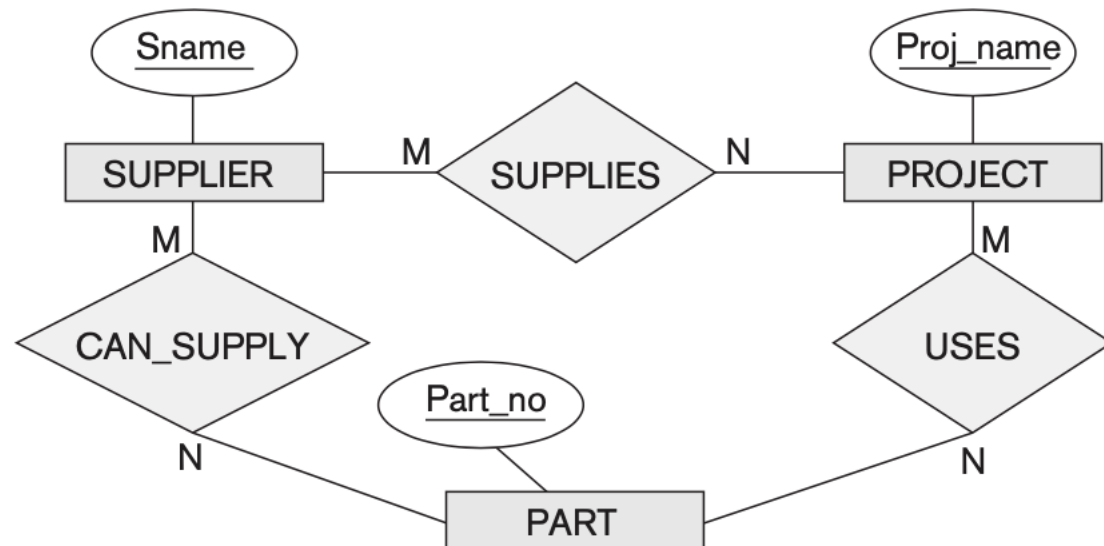 Sname
Proj_name
M
N
SUPPLIER
SUPPLIES
PROJECT
M
M
CAN_SUPPLY
USES
Part_no
N
N
PART